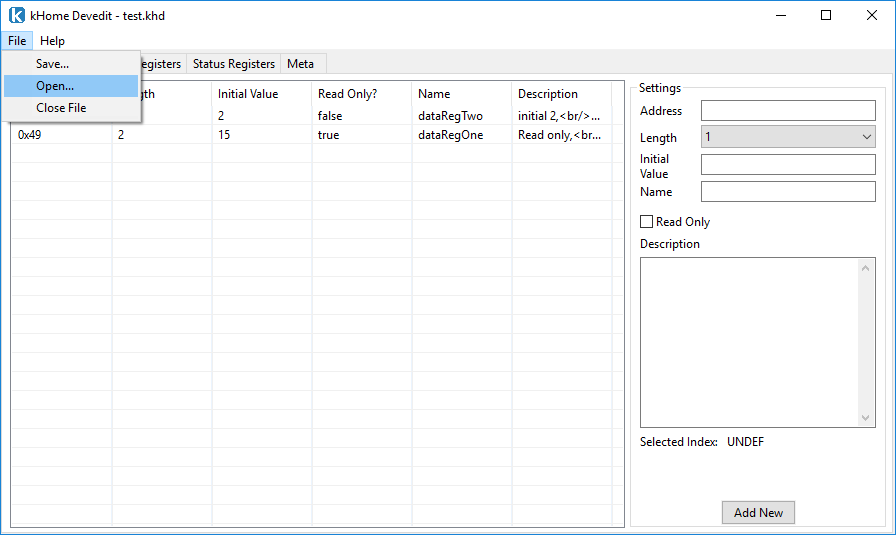 kHome Devedit - test.khd
File Help
Save...
Open...
Close File
egisters Status Registers Meta
gth Initial Value Read Only? Name Description
2 false dataRegTwo initial 2,<br/>...
0x49 2 15 true dataRegOne Read only,<br...
Settings
Address
Length 1
Initial
Value
Name
Read Only
Description
Selected Index: UNDEF
Add New